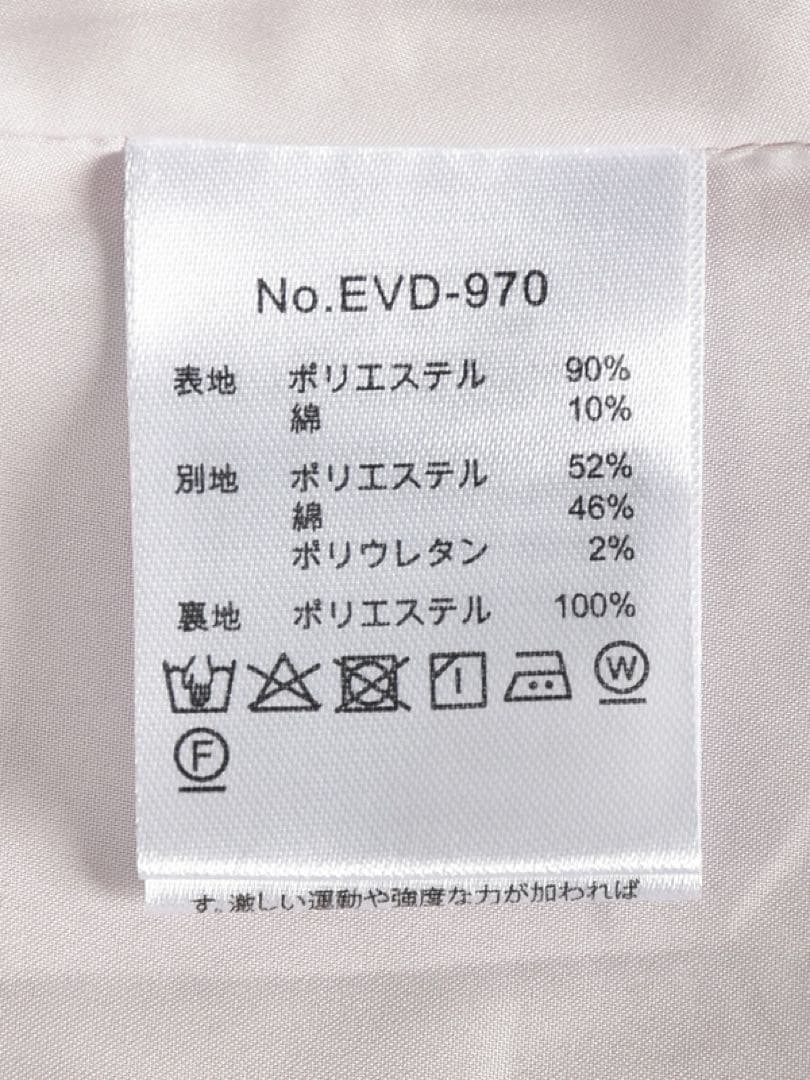 No.EVD-970
表地 ポリエステル 90%
綿 10%
別地 ポリエステル 52%
綿 46%
ポリウレタン 2%
裏地 ポリエステル 100%
W
F
す。激しい運動や強度な力が加われば